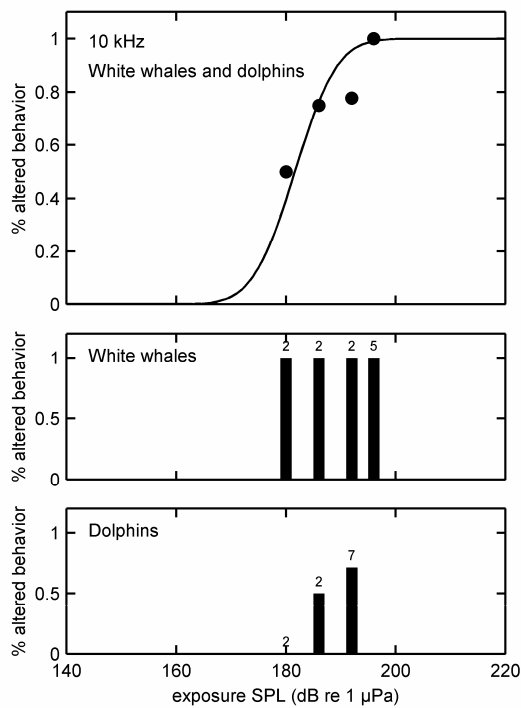 1
10 kHz
White whales and dolphins
0.8
0.6
0.4
0.2
0
% altered behavior
White whales
2 2 2 5
1
0.5
0
% altered behavior
Dolphins
1
7
2
0.5
2
0
% altered behavior
140 160 180 200 220
exposure SPL (dB re 1 µPa)